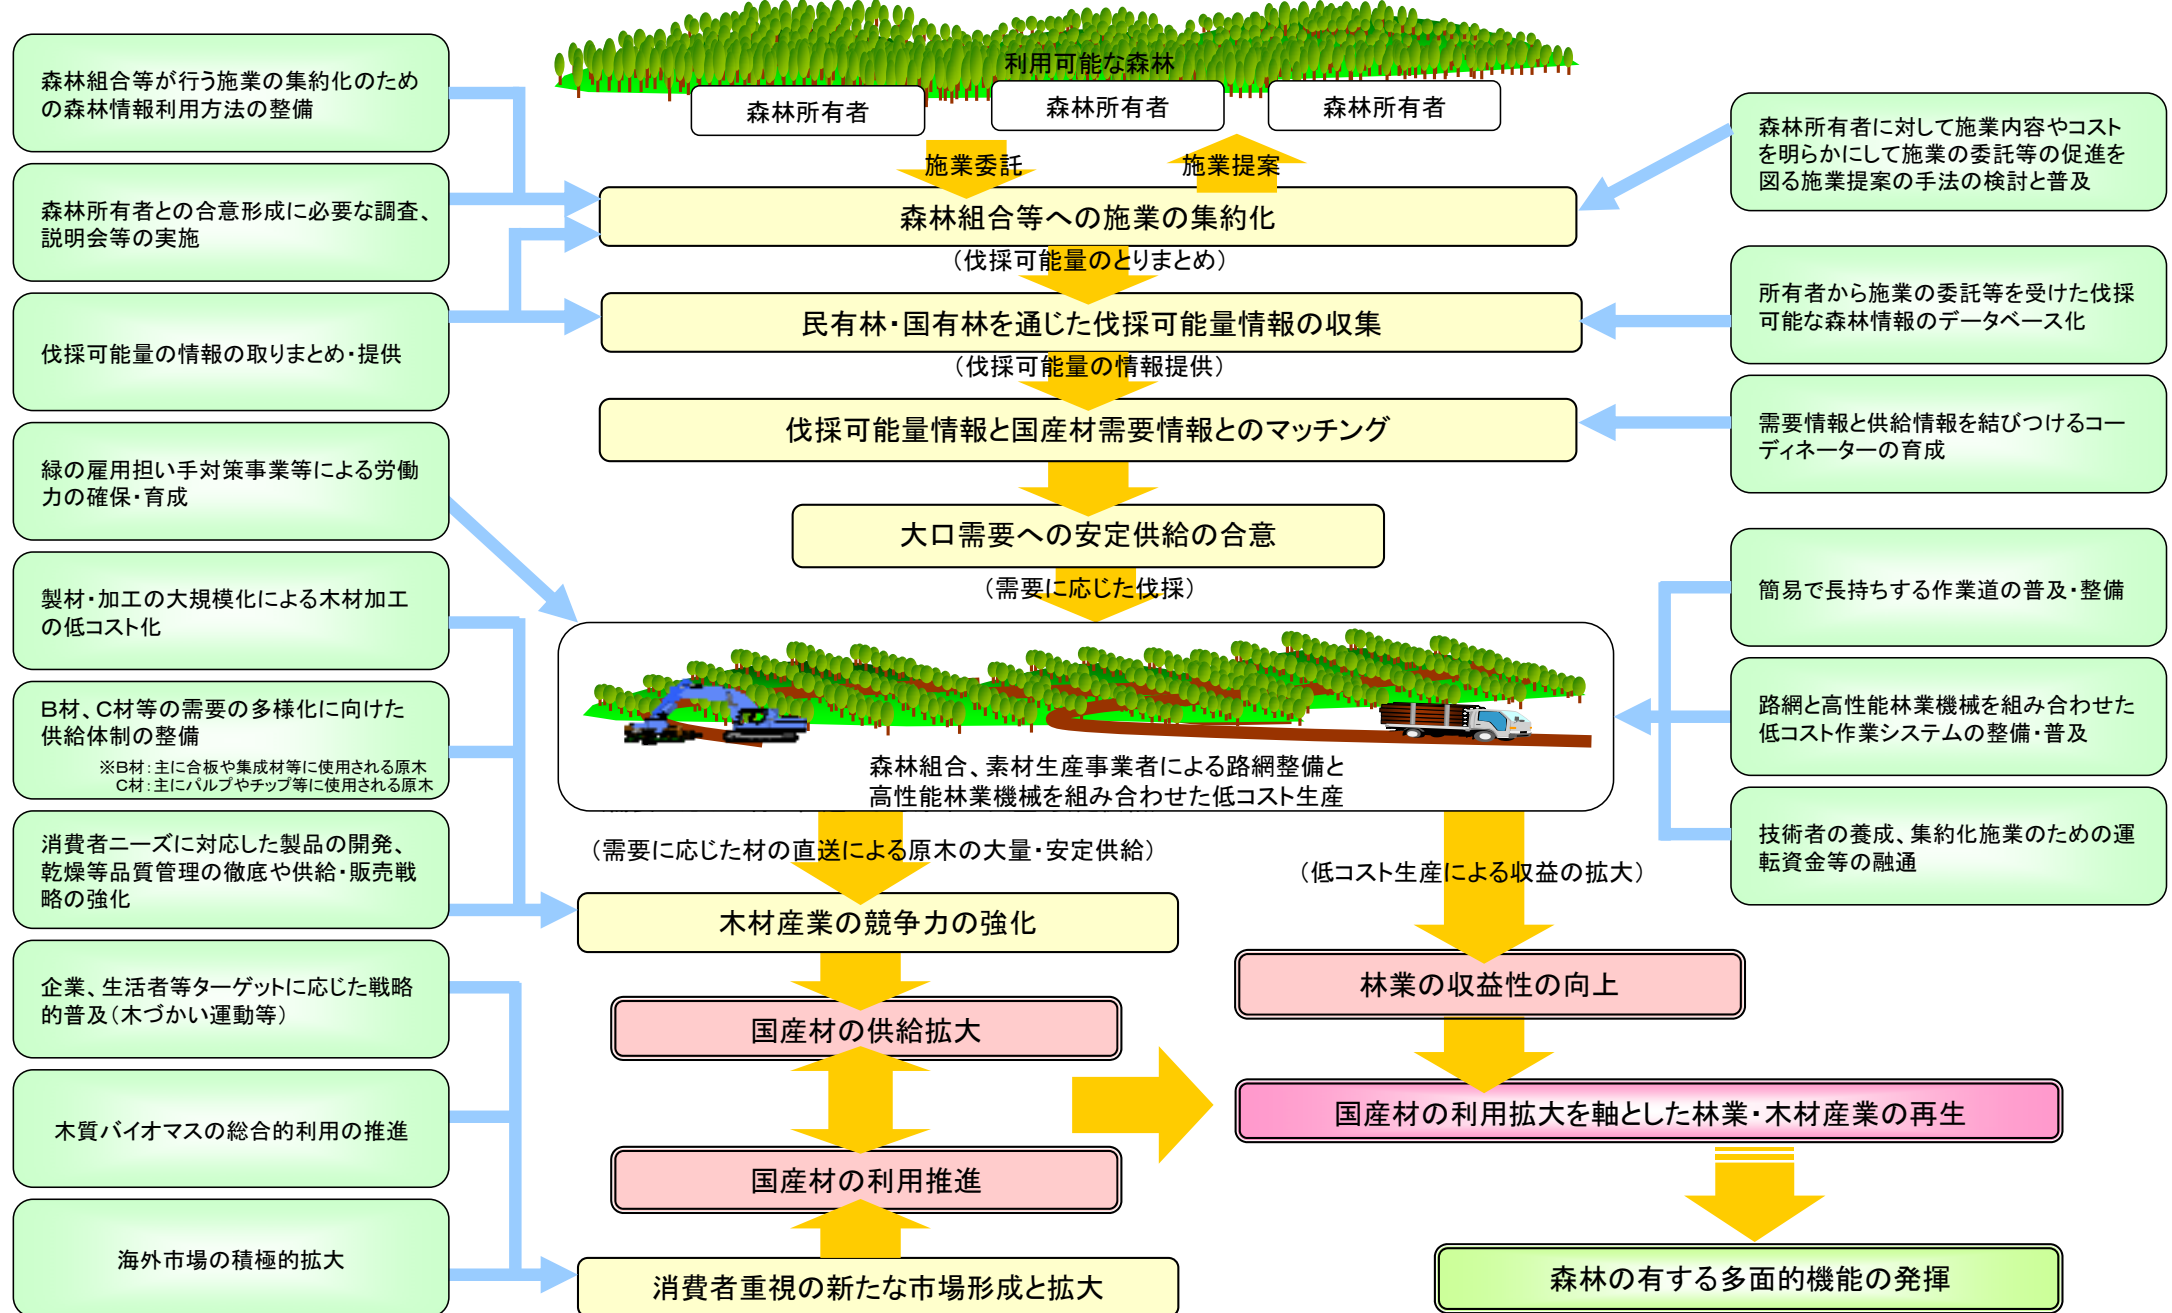 利用可能な森林
森林所有者
森林所有者
森林所有者
施業委託
施業提案
森林組合等への施業の集約化
（伐採可能量のとりまとめ）
民有林・国有林を通じた伐採可能量情報の収集
（伐採可能量の情報提供）
伐採可能量情報と国産材需要情報とのマッチング
大口需要への安定供給の合意
（需要に応じた伐採）
森林組合、素材生産事業者による路網整備と
高性能林業機械を組み合わせた低コスト生産
（需要に応じた材の直送による原木の大量・安定供給）
（低コスト生産による収益の拡大）
木材産業の競争力の強化
国産材の供給拡大
国産材の利用推進
消費者重視の新たな市場形成と拡大
林業の収益性の向上
国産材の利用拡大を軸とした林業・木材産業の再生
森林の有する多面的機能の発揮
森林組合等が行う施業の集約化のため
の森林情報利用方法の整備
森林所有者との合意形成に必要な調査、
説明会等の実施
伐採可能量の情報の取りまとめ・提供
緑の雇用担い手対策事業等による労働
力の確保・育成
製材・加工の大規模化による木材加工
の低コスト化
Ｂ材、Ｃ材等の需要の多様化に向けた
供給体制の整備
※Ｂ材：主に合板や集成材等に使用される原木
Ｃ材：主にパルプやチップ等に使用される原木
消費者ニーズに対応した製品の開発、
乾燥等品質管理の徹底や供給・販売戦
略の強化
企業、生活者等ターゲットに応じた戦略
的普及（木づかい運動等）
木質バイオマスの総合的利用の推進
海外市場の積極的拡大
森林所有者に対して施業内容やコスト
を明らかにして施業の委託等の促進を
図る施業提案の手法の検討と普及
所有者から施業の委託等を受けた伐採
可能な森林情報のデータベース化
需要情報と供給情報を結びつけるコー
ディネーターの育成
簡易で長持ちする作業道の普及・整備
路網と高性能林業機械を組み合わせた
低コスト作業システムの整備・普及
技術者の養成、集約化施業のための運
転資金等の融通